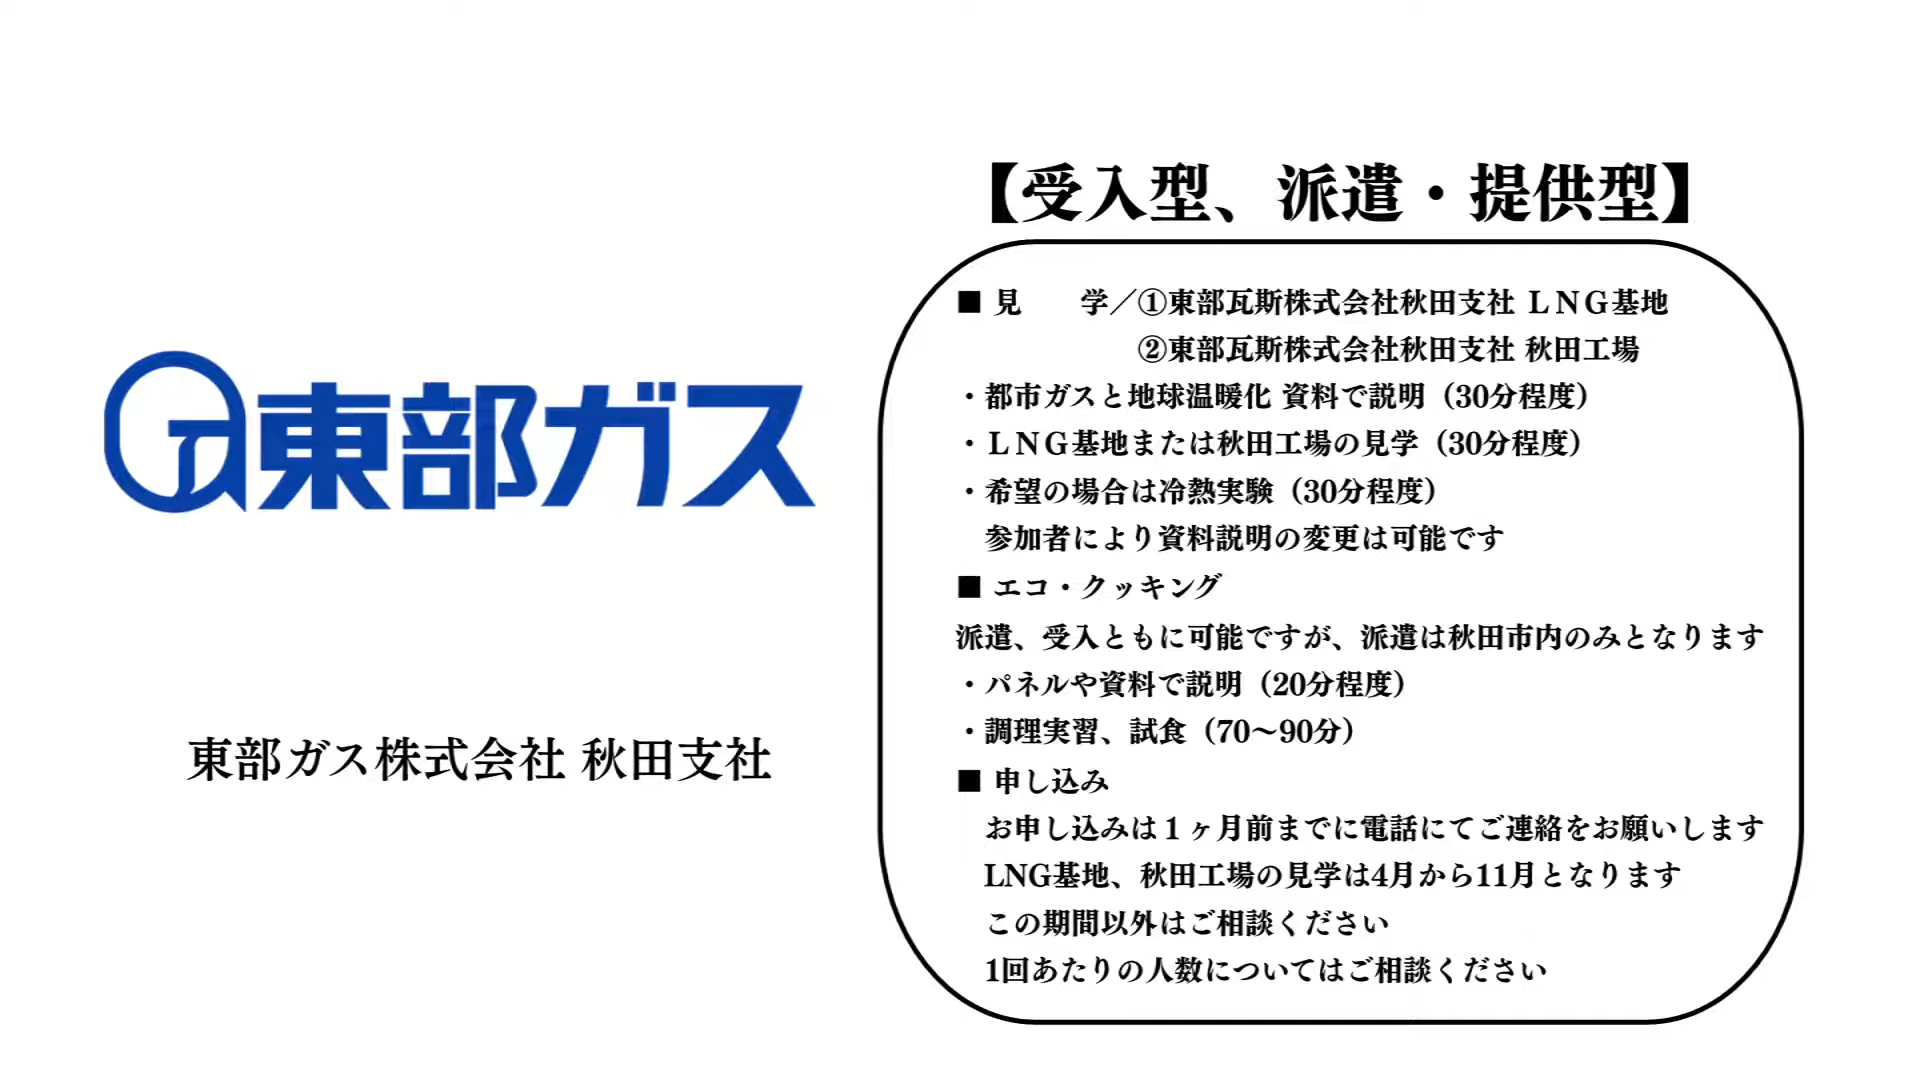 東部ガス
東部ガス株式会社 秋田支社
【受入型、派遣・提供型】
■ 見　　学／①東部瓦斯株式会社秋田支社 ＬＮＧ基地
②東部瓦斯株式会社秋田支社 秋田工場
・都市ガスと地球温暖化 資料で説明（30分程度）
・ＬＮＧ基地または秋田工場の見学（30分程度）
・希望の場合は冷熱実験（30分程度）
参加者により資料説明の変更は可能です
■ エコ・クッキング
派遣、受入ともに可能ですが、派遣は秋田市内のみとなります
・パネルや資料で説明（20分程度）
・調理実習、試食（70〜90分）
■ 申し込み
お申し込みは１ヶ月前までに電話にてご連絡をお願いします
LNG基地、秋田工場の見学は4月から11月となります
この期間以外はご相談ください
1回あたりの人数についてはご相談ください